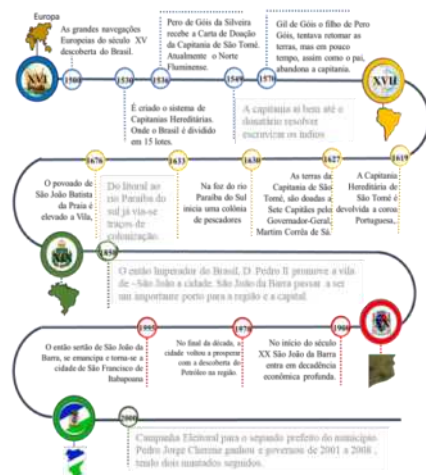 Europa
As grandes navegações
Europeias do século XV
descoberta do Brasil.
Pero de Góis da Silveira
recebe a Carta de Doação
da Capitania de São Tomé.
Atualmente o Norte
Fluminense.
Gil de Góis o filho de Pero
Góis, tentava retomar as
terras, mas em pouco
tempo, assim como o pai,
abandona a capitania.
XVI
1500
1530
1536
1549
1570
XVII
É criado o sistema de
Capitanias Hereditárias.
Onde o Brasil é dividido
em 15 lotes.
A capitania ai bem até o
donatário resolver
escravizar os índios
1676
1633
1630
1627
1619
O povoado de
São João Batista
da Praia é
elevado a Vila,
Do litoral ao
rio Paraíba do
sul já via-se
traços de
colonização.
Na foz do rio
Paraíba do Sul
inicia uma colônia
de pescadores
As terras da
Capitania de São
Tomé, são doadas a
Sete Capitães pelo
Governador-Geral,
Martim Corrêa de Sá.
A Capitania
Hereditária de
São Tomé é
devolvida a coroa
Portuguesa,
1850
O então Imperador do Brasil, D. Pedro II promove a vila
de ~São João a cidade. São João da Barra passar a ser
um importante porto para a região e a capital.
1995
1970
1900
O então sertão de São João da
Barra, se emancipa e torna-se a
cidade de São Francisco de
Itabapoana
No final da década, a
cidade voltou a prosperar
com a descoberta do
Petróleo na região.
No início do século
XX São João da Barra
entra em decadência
econômica profunda.
2000
Campanha Eleitoral para o segundo prefeito do município.
Pedro Jorge Cherene ganhou e governou de 2001 a 2008 ,
tendo dois mantados seguidos.